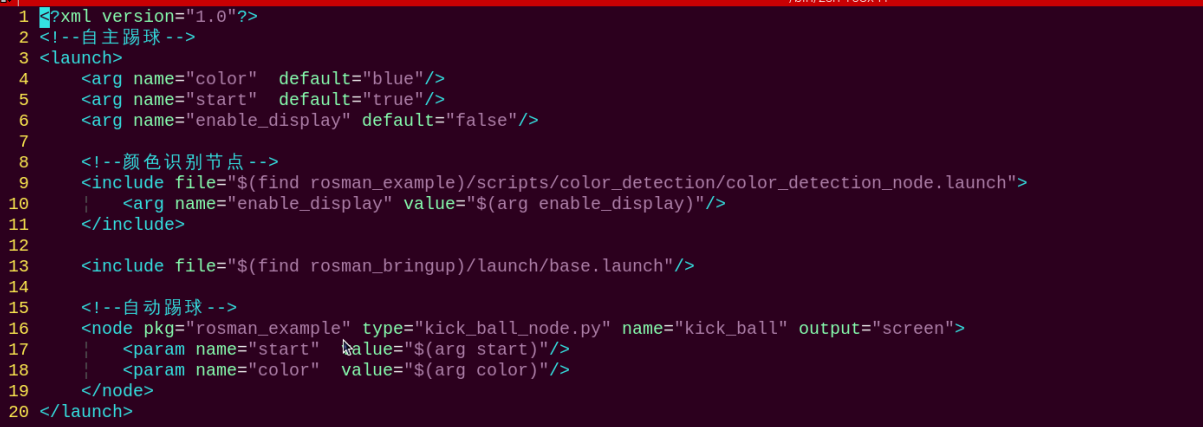 1 <?xml version="1.0"?>
2 <!--自主踢球-->
3 <launch>
4     <arg name="color"  default="blue"/>
5     <arg name="start"  default="true"/>
6     <arg name="enable_display" default="false"/>
7
8     <!--颜色识别节点-->
9     <include file="$(find rosman_example)/scripts/color_detection/color_detection_node.launch">
10     ¦   <arg name="enable_display" value="$(arg enable_display)"/>
11     </include>
12
13     <include file="$(find rosman_bringup)/launch/base.launch"/>
14
15     <!--自动踢球-->
16     <node pkg="rosman_example" type="kick_ball_node.py" name="kick_ball" output="screen">
17     ¦   <param name="start"  value="$(arg start)"/>
18     ¦   <param name="color"  value="$(arg color)"/>
19     </node>
20 </launch>